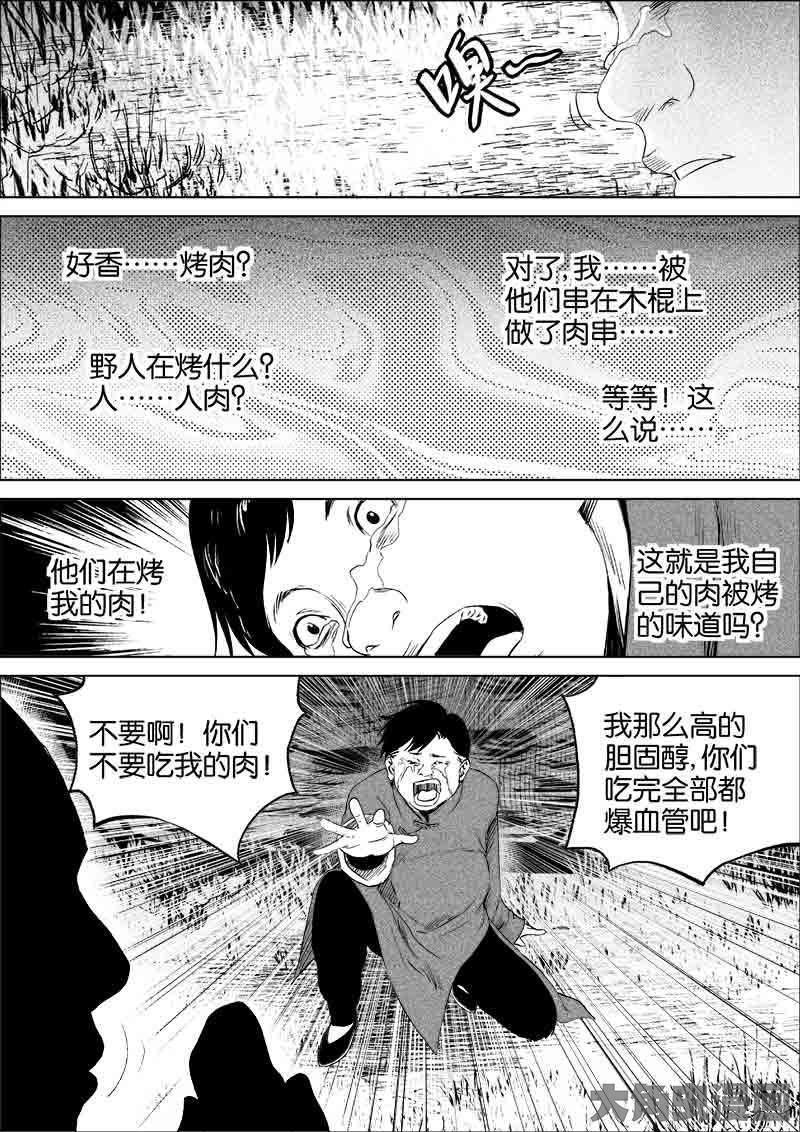 嗅~
好香……烤肉?
野人在烤什么?
人……人肉?
对了,我……被
他们串在木棍上
做了肉串……
等等!这
么说……
他们在烤
我的肉!
这就是我自
己的肉被烤
的味道吗?
不要啊!你们
不要吃我的肉!
我那么高的
胆固醇,你们
吃完全部都
爆血管吧!